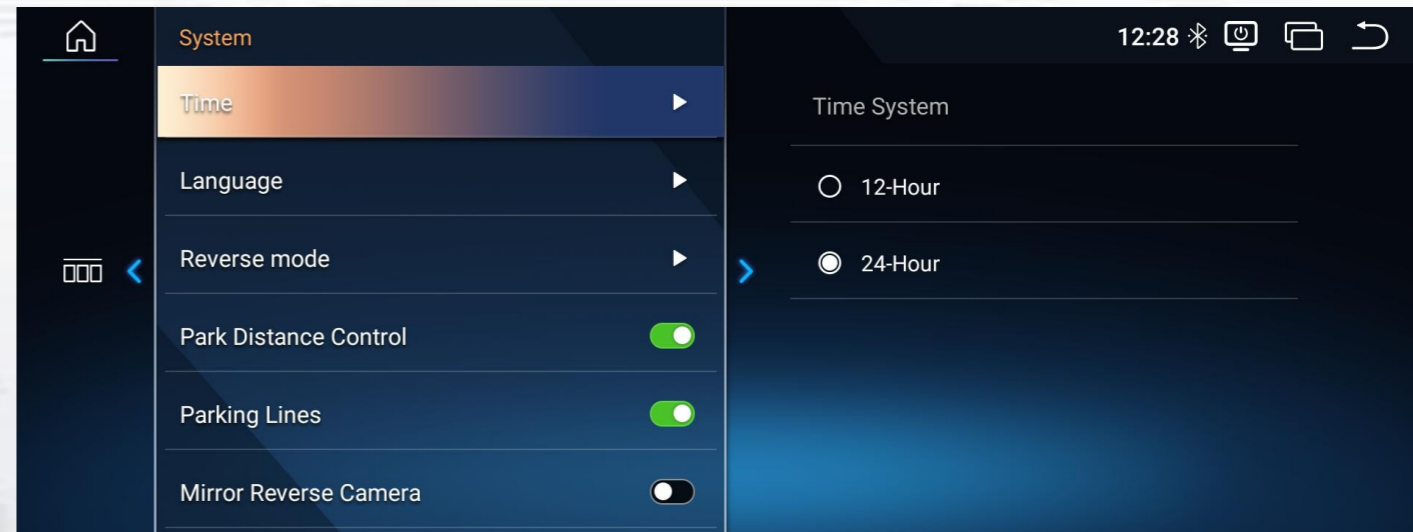 System
12:28
Time
Language
Reverse mode
Park Distance Control
Parking Lines
Mirror Reverse Camera
Time System
12-Hour
24-Hour